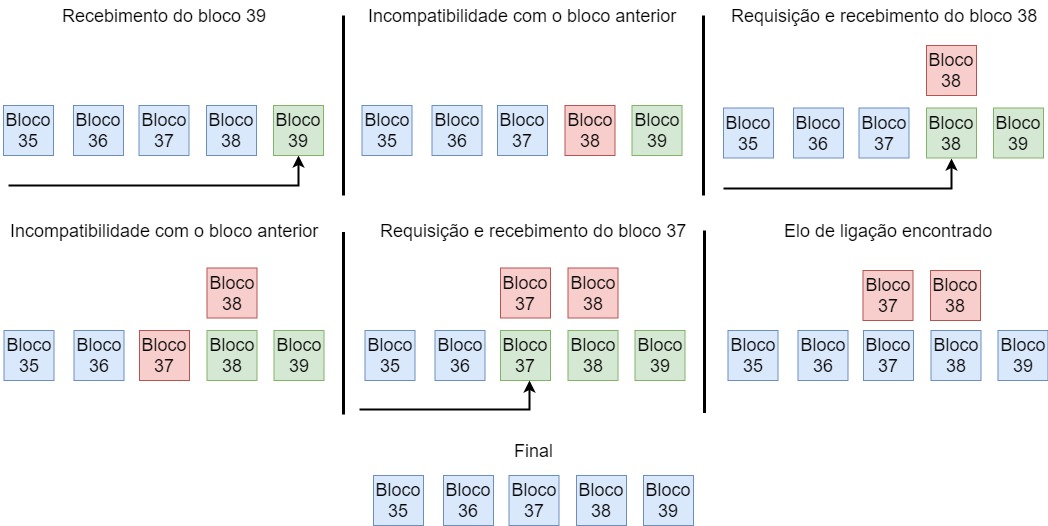 Recebimento do bloco 39
Bloco
35
Bloco
36
Bloco
37
Bloco
38
Bloco
39
Incompatibilidade com o bloco anterior
Bloco
35
Bloco
36
Bloco
37
Bloco
38
Bloco
39
Requisição e recebimento do bloco 38
Bloco
38
Bloco
35
Bloco
36
Bloco
37
Bloco
38
Bloco
39
Incompatibilidade com o bloco anterior
Bloco
38
Bloco
35
Bloco
36
Bloco
37
Bloco
38
Bloco
39
Requisição e recebimento do bloco 37
Bloco
37
Bloco
38
Bloco
35
Bloco
36
Bloco
37
Bloco
38
Bloco
39
Elo de ligação encontrado
Bloco
37
Bloco
38
Bloco
35
Bloco
36
Bloco
37
Bloco
38
Bloco
39
Final
Bloco
35
Bloco
36
Bloco
37
Bloco
38
Bloco
39